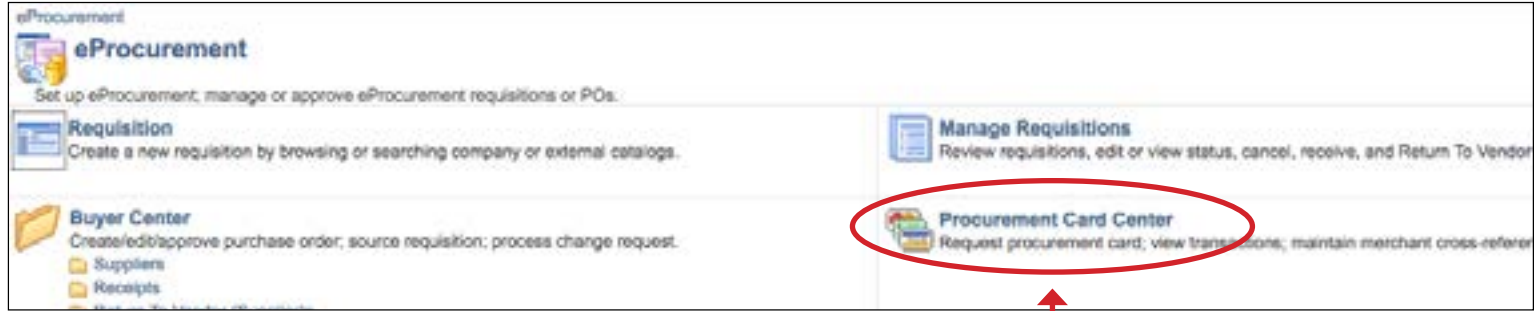 eProcurement
eProcurement
Set up eProcurement; manage or approve eProcurement requisitions or POs.
Requisition
Create a new requisition by browsing or searching company or external catalogs.
Manage Requisitions
Review requisitions, edit or view status, cancel, receive, and Return To Vendor
Buyer Center
Create/edit/approve purchase order; source requisition; process change request.
Suppliers
Receipts
Procurement Card Center
Request procurement card; view transactions; maintain merchant cross-referen